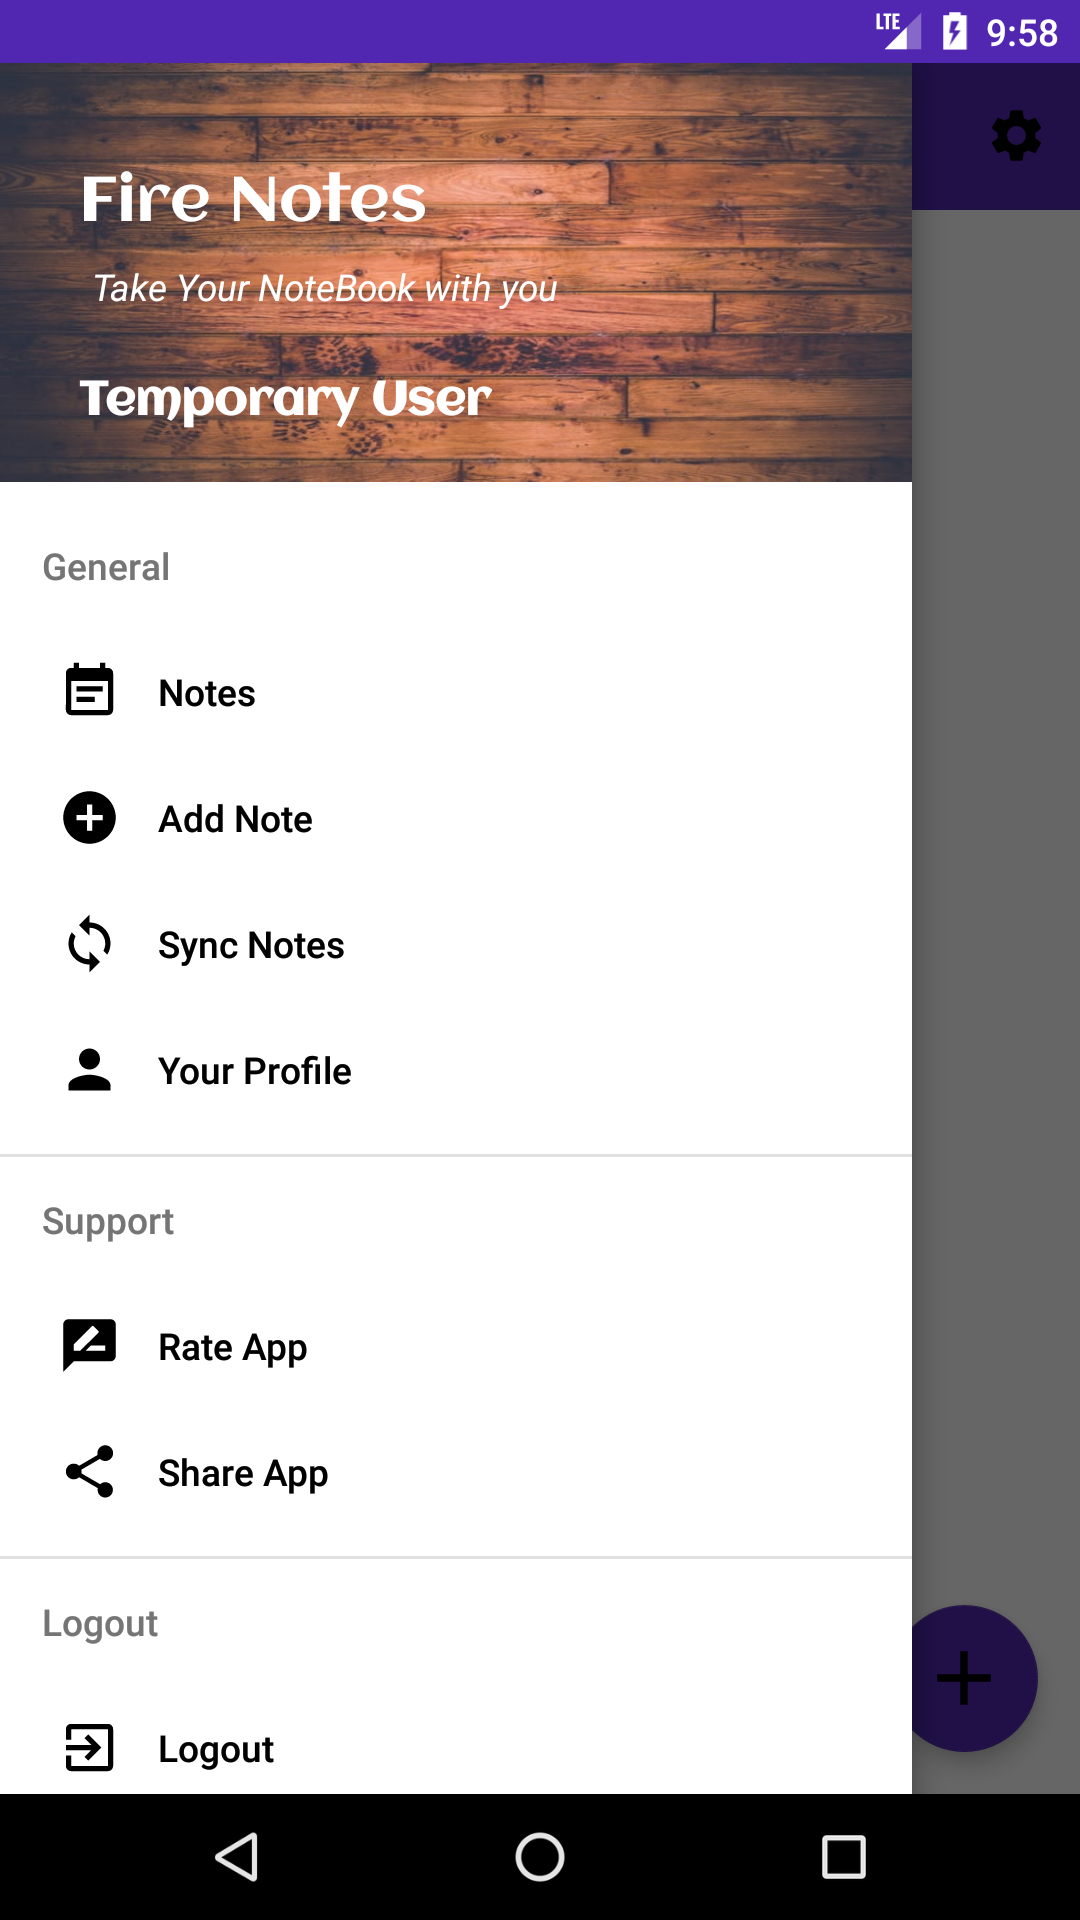 LTE 9:58
Fire Notes
Take Your NoteBook with you
Temporary User
General
Notes
Add Note
Sync Notes
Your Profile
Support
Rate App
Share App
Logout
Logout